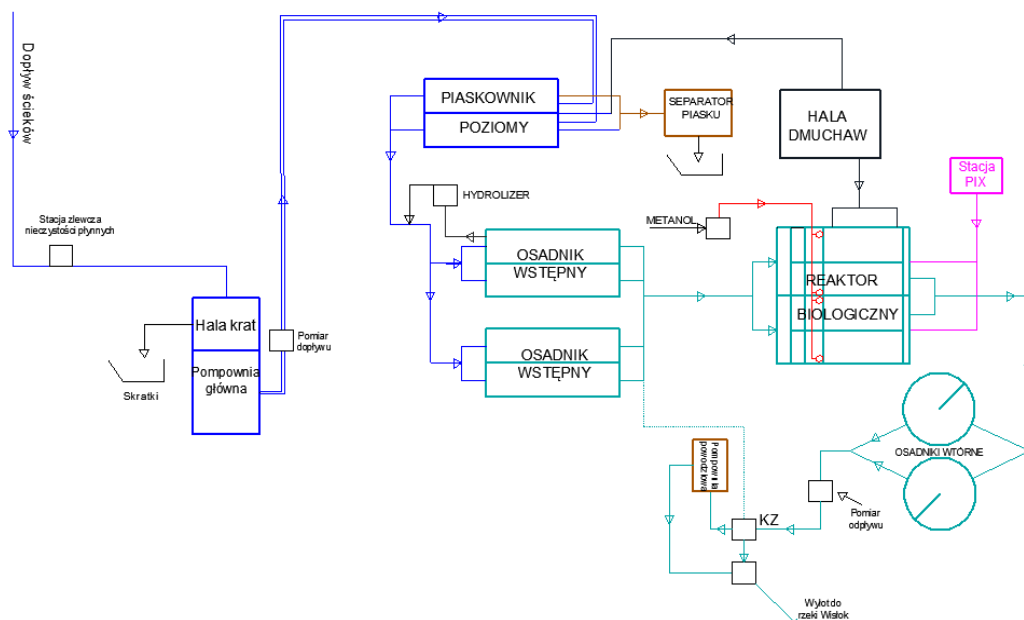 Dopływ ścieków
Stacja zlewcza
nieczystości płynnych
Hala krat
Pompownia
główna
Skratki
Pomiar
dopływu
PIASKOWNIK
POZIOMY
SEPARATOR
PIASKU
HALA
DMUCHAW
Stacja
PIX
HYDROLIZER
METANOL
OSADNIK
WSTĘPNY
OSADNIK
WSTĘPNY
REAKTOR
BIOLOGICZNY
OSADNIKI WTÓRNE
Pompownia
powodziowa
KZ
Pomiar
odpływu
Wylot do
rzeki Wisłok